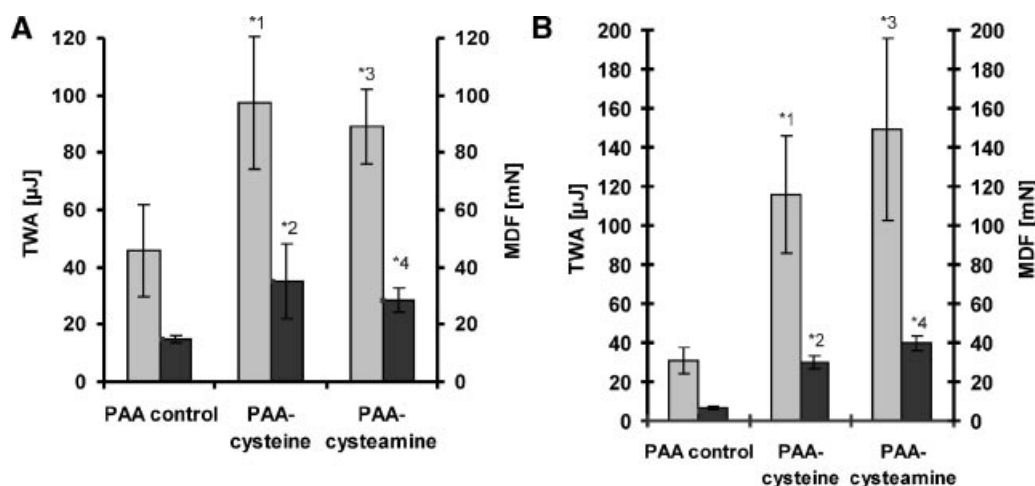 A
TWA [µJ]
120
100
80
60
40
20
0
*1
*2
*3
*4
120
100
80
60
40
20
0
MDF [mN]
PAA control
PAA-
cysteine
PAA-
cysteamine
B
TWA [µJ]
200
180
160
140
120
100
80
60
40
20
0
*1
*2
*3
*4
200
180
160
140
120
100
80
60
40
20
0
MDF [mN]
PAA control
PAA-
cysteine
PAA-
cysteamine